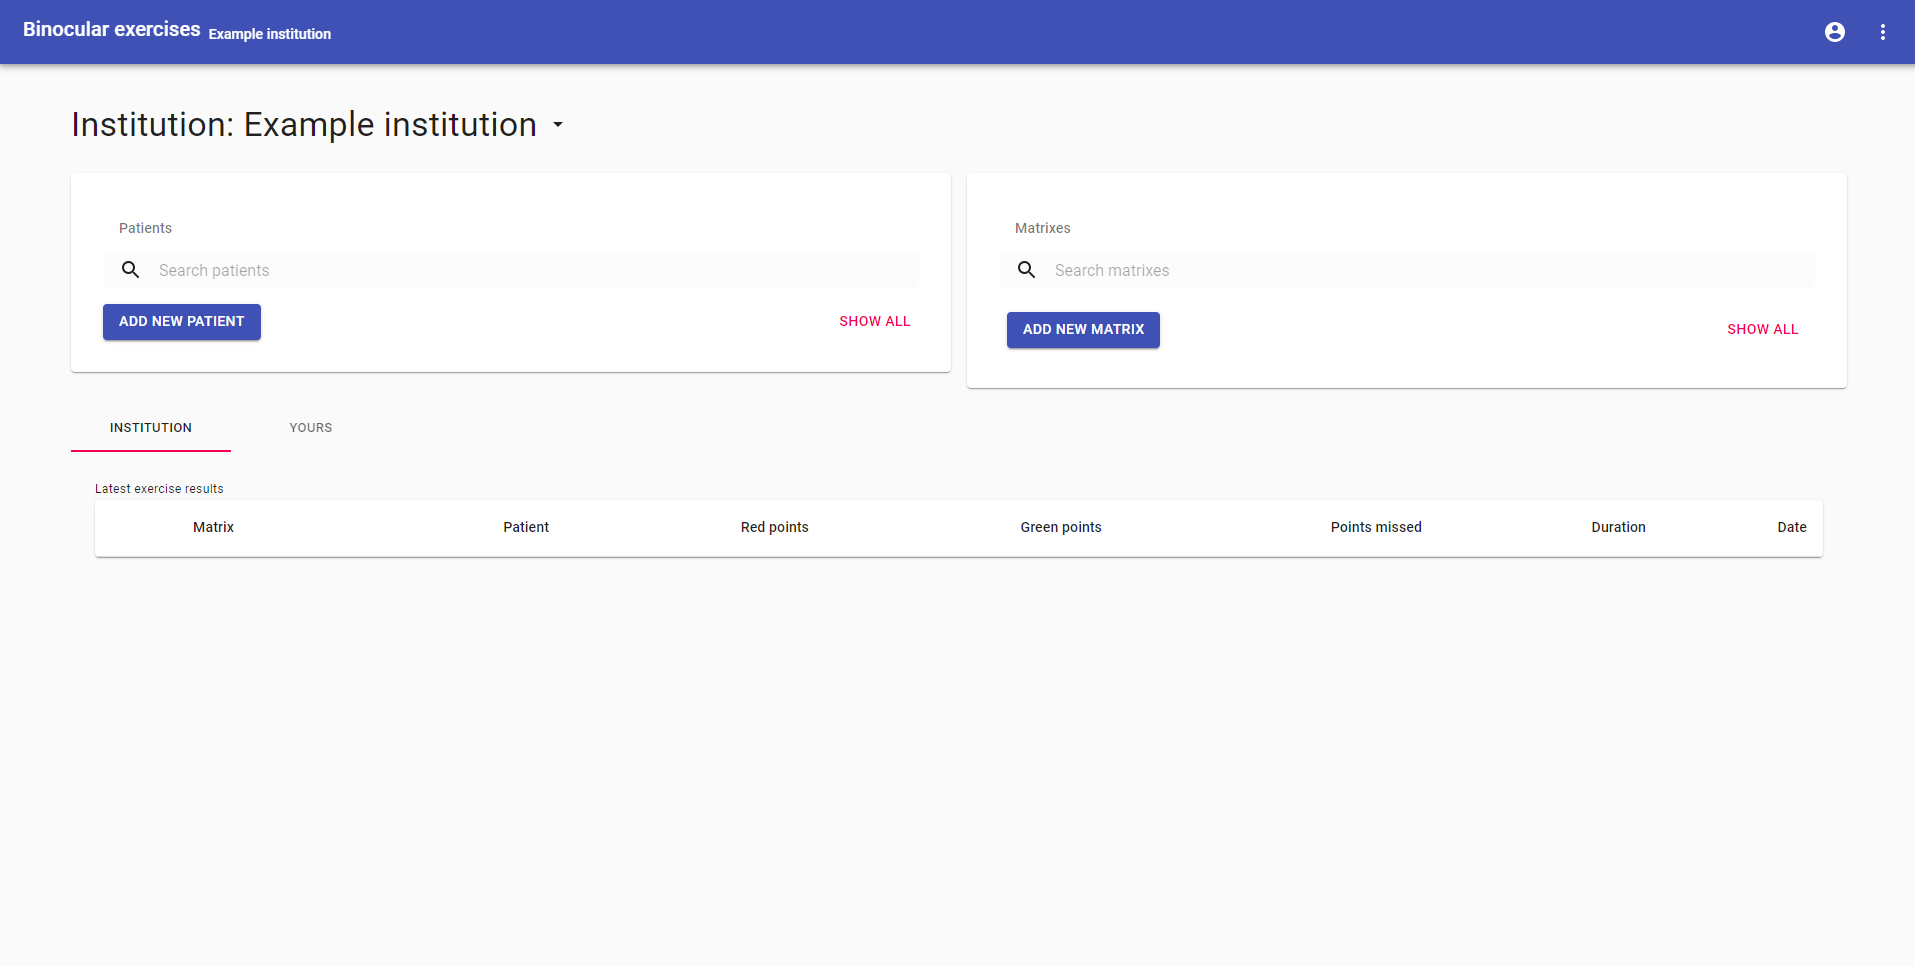 Binocular exercises Example institution
Institution: Example institution
Patients
Search patients
ADD NEW PATIENT SHOW ALL
Matrixes
Search matrixes
ADD NEW MATRIX SHOW ALL
INSTITUTION YOURS
Latest exercise results
Matrix Patient Red points Green points Points missed Duration Date